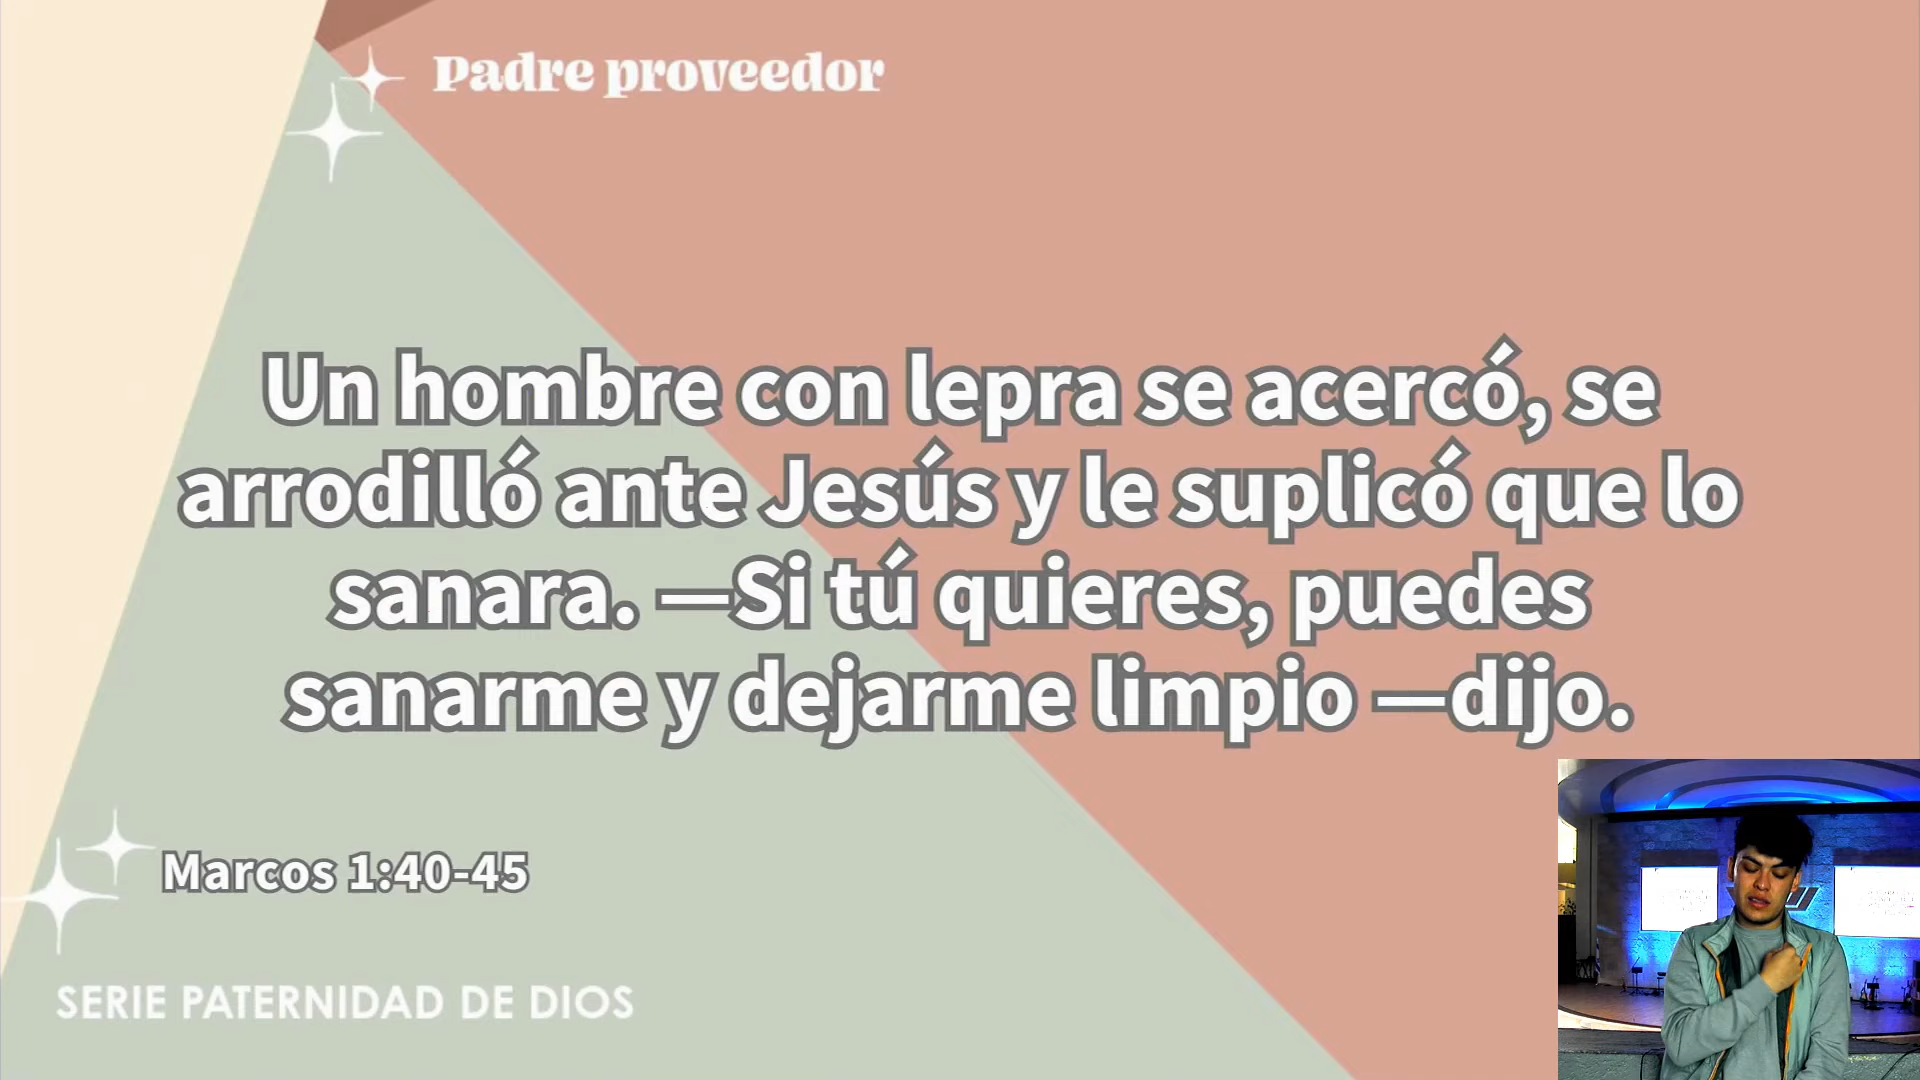 Padre proveedor
Un hombre con lepra se acercó, se
arrodilló ante Jesús y le suplicó que lo
sanara. —Si tú quieres, puedes
sanarme y dejarme limpio —dijo.
Marcos 1:40-45
SERIE PATERNIDAD DE DIOS